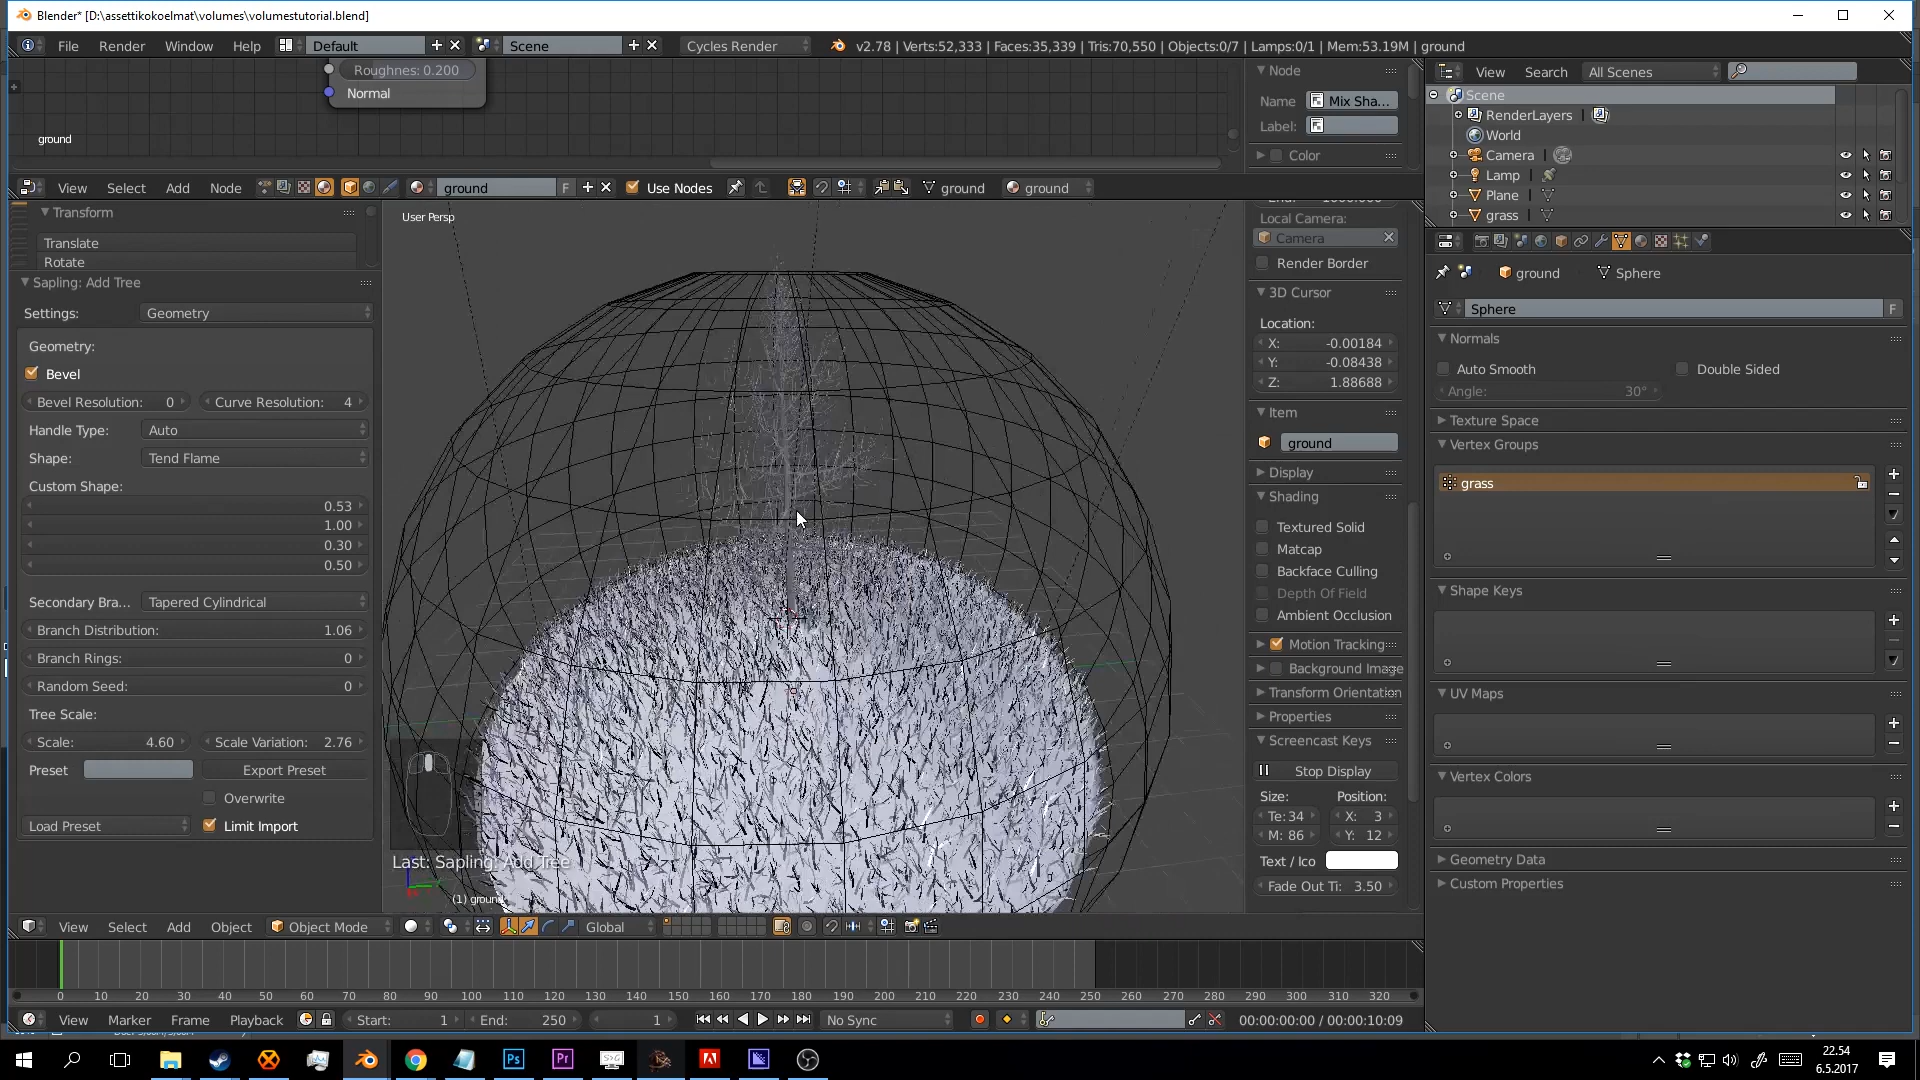 Blender* [D:\assettikokoelmat\volumes\volumestutorial.blend]
File Render Window Help Default Scene Cycles Render v2.78 | Verts:52,333 | Faces:35,339 | Tris:70,550 | Objects:0/7 | Lamps:0/1 | Mem:53.19M | ground
Roughnes: 0.200
Normal
ground
Node
Name Mix Sha...
Label:
Color
View Select Add Node ground F Use Nodes ground ground
View Search All Scenes
Scene
RenderLayers
World
Camera
Lamp
Plane
grass
Transform
Translate
Rotate
Sapling: Add Tree
Settings: Geometry
Geometry:
Bevel
Bevel Resolution: 0 Curve Resolution: 4
Handle Type: Auto
Shape: Tend Flame
Custom Shape:
0.53
1.00
0.30
0.50
Secondary Bra... Tapered Cylindrical
Branch Distribution: 1.06
Branch Rings: 0
Random Seed: 0
Tree Scale:
Scale: 4.60 Scale Variation: 2.76
Preset Export Preset
Overwrite
Load Preset Limit Import
User Persp
Last: Sapling: Add Tree
(1) ground
Local Camera:
Camera
Render Border
3D Cursor
Location:
X: -0.00184
Y: -0.08438
Z: 1.88688
Item
ground
Display
Shading
Textured Solid
Matcap
Backface Culling
Depth Of Field
Ambient Occlusion
Motion Tracking
Background Image
Transform Orientation
Properties
Screencast Keys
Stop Display
Size: Position:
Te: 34 X: 3
M: 86 Y: 12
Text / Ico
Fade Out Ti: 3.50
ground Sphere
Sphere F
Normals
Auto Smooth Double Sided
Angle: 30°
Texture Space
Vertex Groups
grass
Shape Keys
UV Maps
Vertex Colors
Geometry Data
Custom Properties
View Select Add Object Object Mode Global
0 10 20 30 40 50 60 70 80 90 100 110 120 130 140 150 160 170 180 190 200 210 220 230 240 250 260 270 280 290 300 310 320
View Marker Frame Playback Start: 1 End: 250 1 No Sync 00:00:00:00 / 00:00:10:09
Ps Pr
22.54
6.5.2017